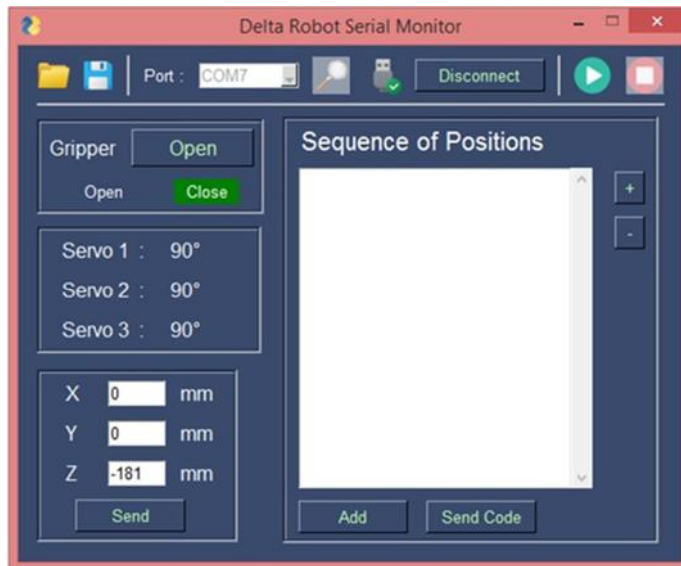 Delta Robot Serial Monitor
Port : COM7 Disconnect
Gripper Open
Open Close
Servo 1 : 90°
Servo 2 : 90°
Servo 3 : 90°
X 0 mm
Y 0 mm
Z -181 mm
Send
Sequence of Positions
+
-
Add Send Code